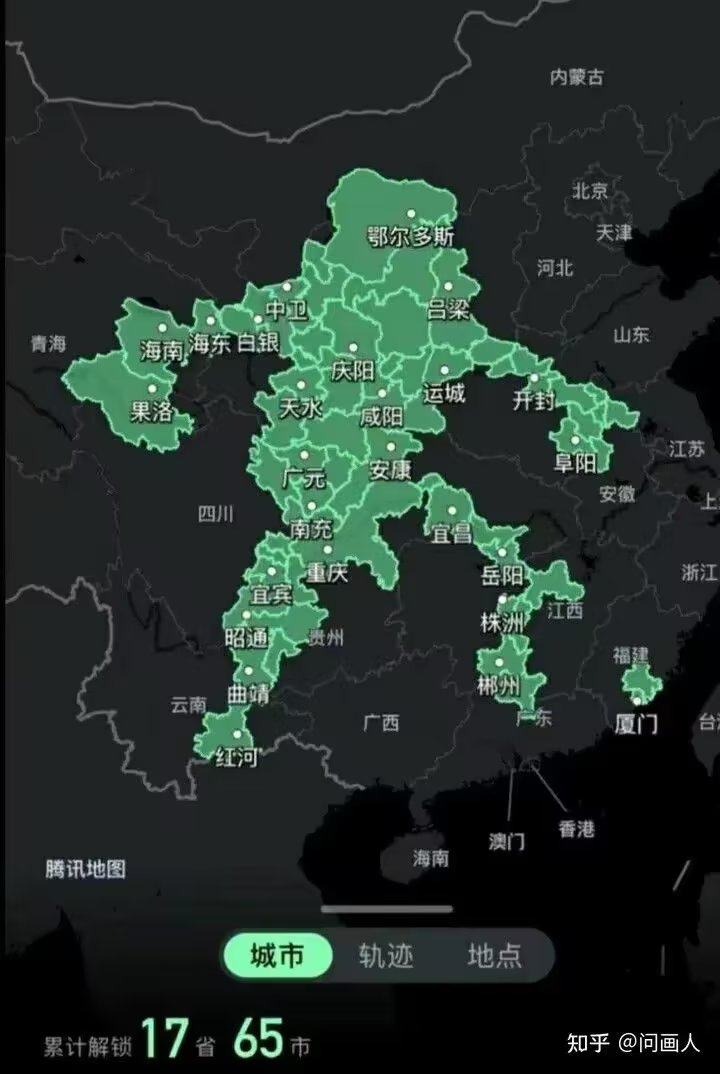 内蒙古
北京
天津
鄂尔多斯
河北
中卫
吕梁
海南
海东
白银
青海
山东
庆阳
果洛
天水
咸阳
运城
开封
江苏
广元
安康
阜阳
安徽
上
四川
南充
宜昌
重庆
岳阳
浙江
宜宾
株洲
江西
昭通
贵州
福建
曲靖
郴州
云南
广西
广东
厦门
台湾
红河
澳门
香港
腾讯地图
海南
城市
轨迹
地点
累计解锁 17 省 65 市
知乎 @问画人